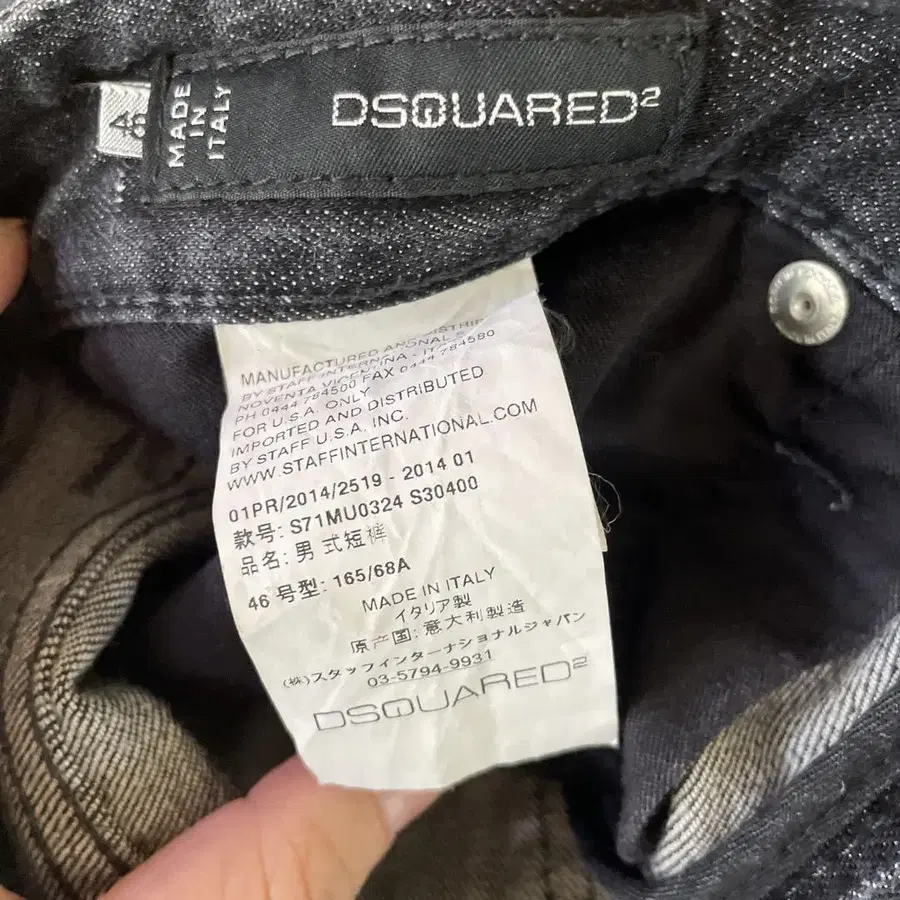 MADE
IN
ITALY
DSQUARED2
MANUFACTURED AND DISTRIB
BY STAFF INTERNATIONAL S
NOVENTA VICENTINA - ITA
PH 0444 784500 FAX 0444 784580
FOR U.S.A. ONLY
IMPORTED AND DISTRIBUTED
BY STAFF U.S.A. INC.
WWW.STAFFINTERNATIONAL.COM
01PR/2014/2519 - 2014 01
款号: S71MU0324 S30400
品名: 男式短裤
46 号型: 165/68A
MADE IN ITALY
イタリア製
原产国: 意大利製造
(株)スタッフインターナショナルジャパン
03-5794-9931
DSQUARED2